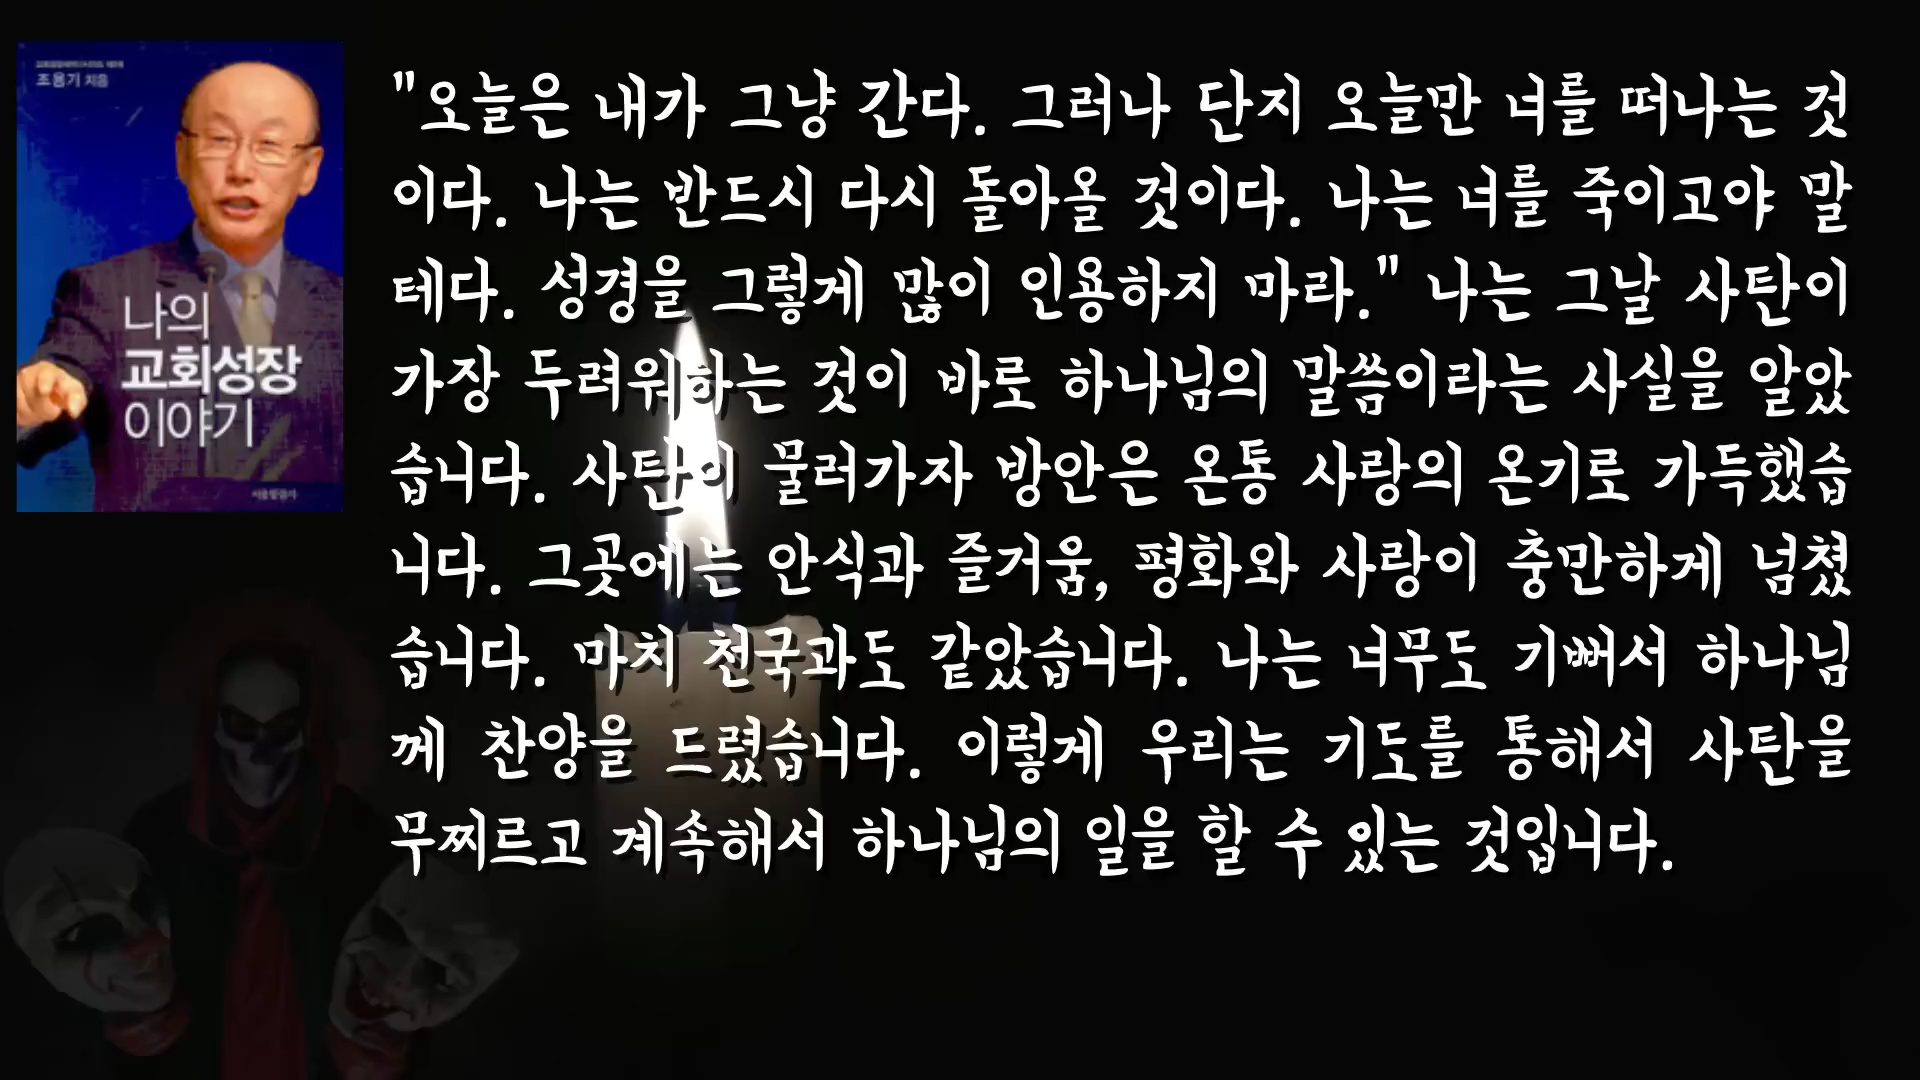 조용기 지음
나의
교회성장
이야기
서울말씀사
"오늘은 내가 그냥 간다. 그러나 단지 오늘만 너를 떠나는 것
이다. 나는 반드시 다시 돌아올 것이다. 나는 너를 죽이고야 말
테다. 성경을 그렇게 많이 인용하지 마라." 나는 그날 사탄이
가장 두려워하는 것이 바로 하나님의 말씀이라는 사실을 알았
습니다. 사탄이 물러가자 방안은 온통 사랑의 온기로 가득했습
니다. 그곳에는 안식과 즐거움, 평화와 사랑이 충만하게 넘쳤
습니다. 마치 천국과도 같았습니다. 나는 너무도 기뻐서 하나님
께 찬양을 드렸습니다. 이렇게 우리는 기도를 통해서 사탄을
무찌르고 계속해서 하나님의 일을 할 수 있는 것입니다.